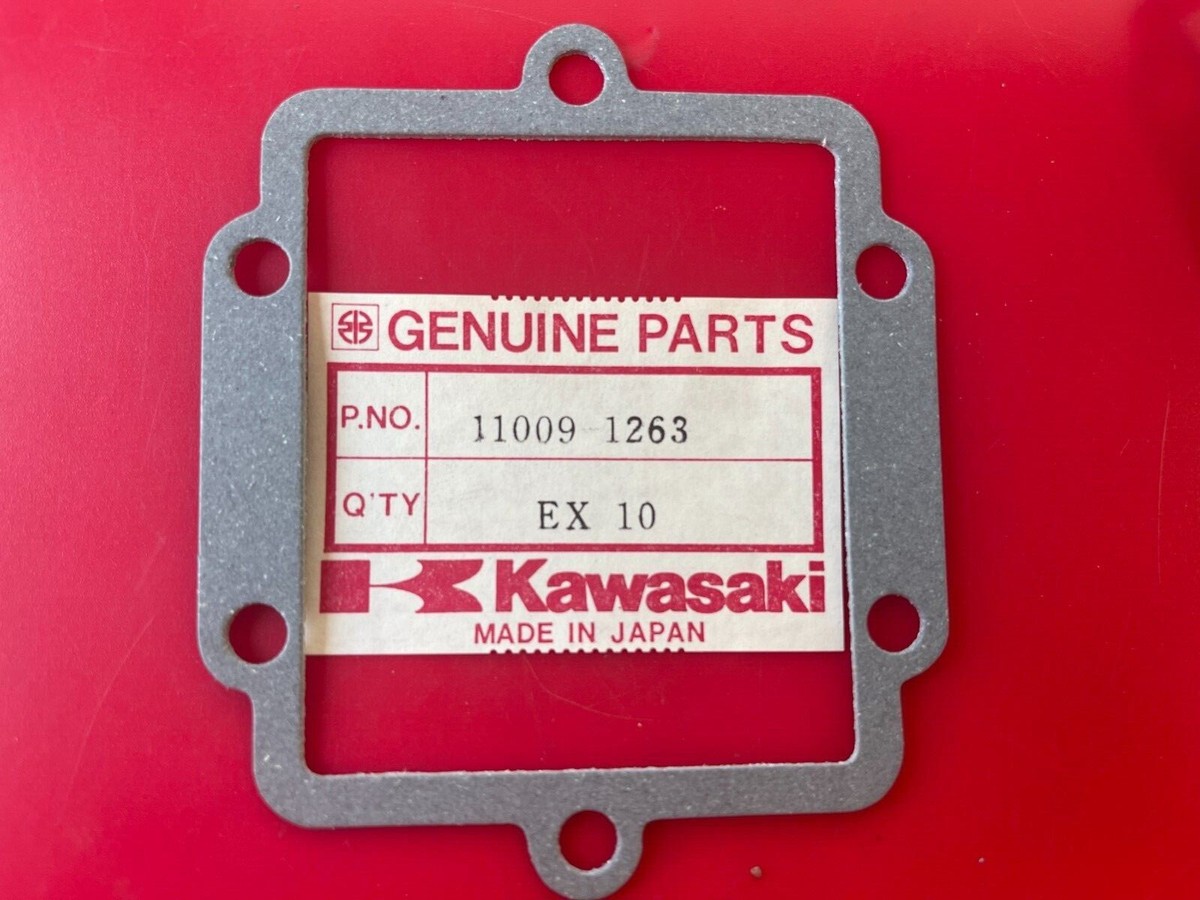 GENUINE PARTS
P.NO. 11009-1263
Q'TY EX 10
Kawasaki
MADE IN JAPAN